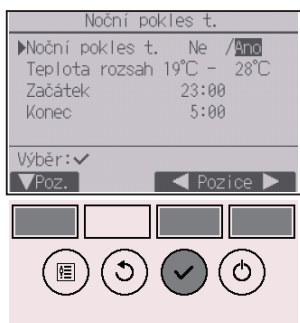 Noční pokles t.
▶Noční pokles t. Ne /Ano
Teplota rozsah 19°C – 28°C
Začátek 23:00
Konec 5:00
Výběr:✓
▼Poz. ◀ Pozice ▶